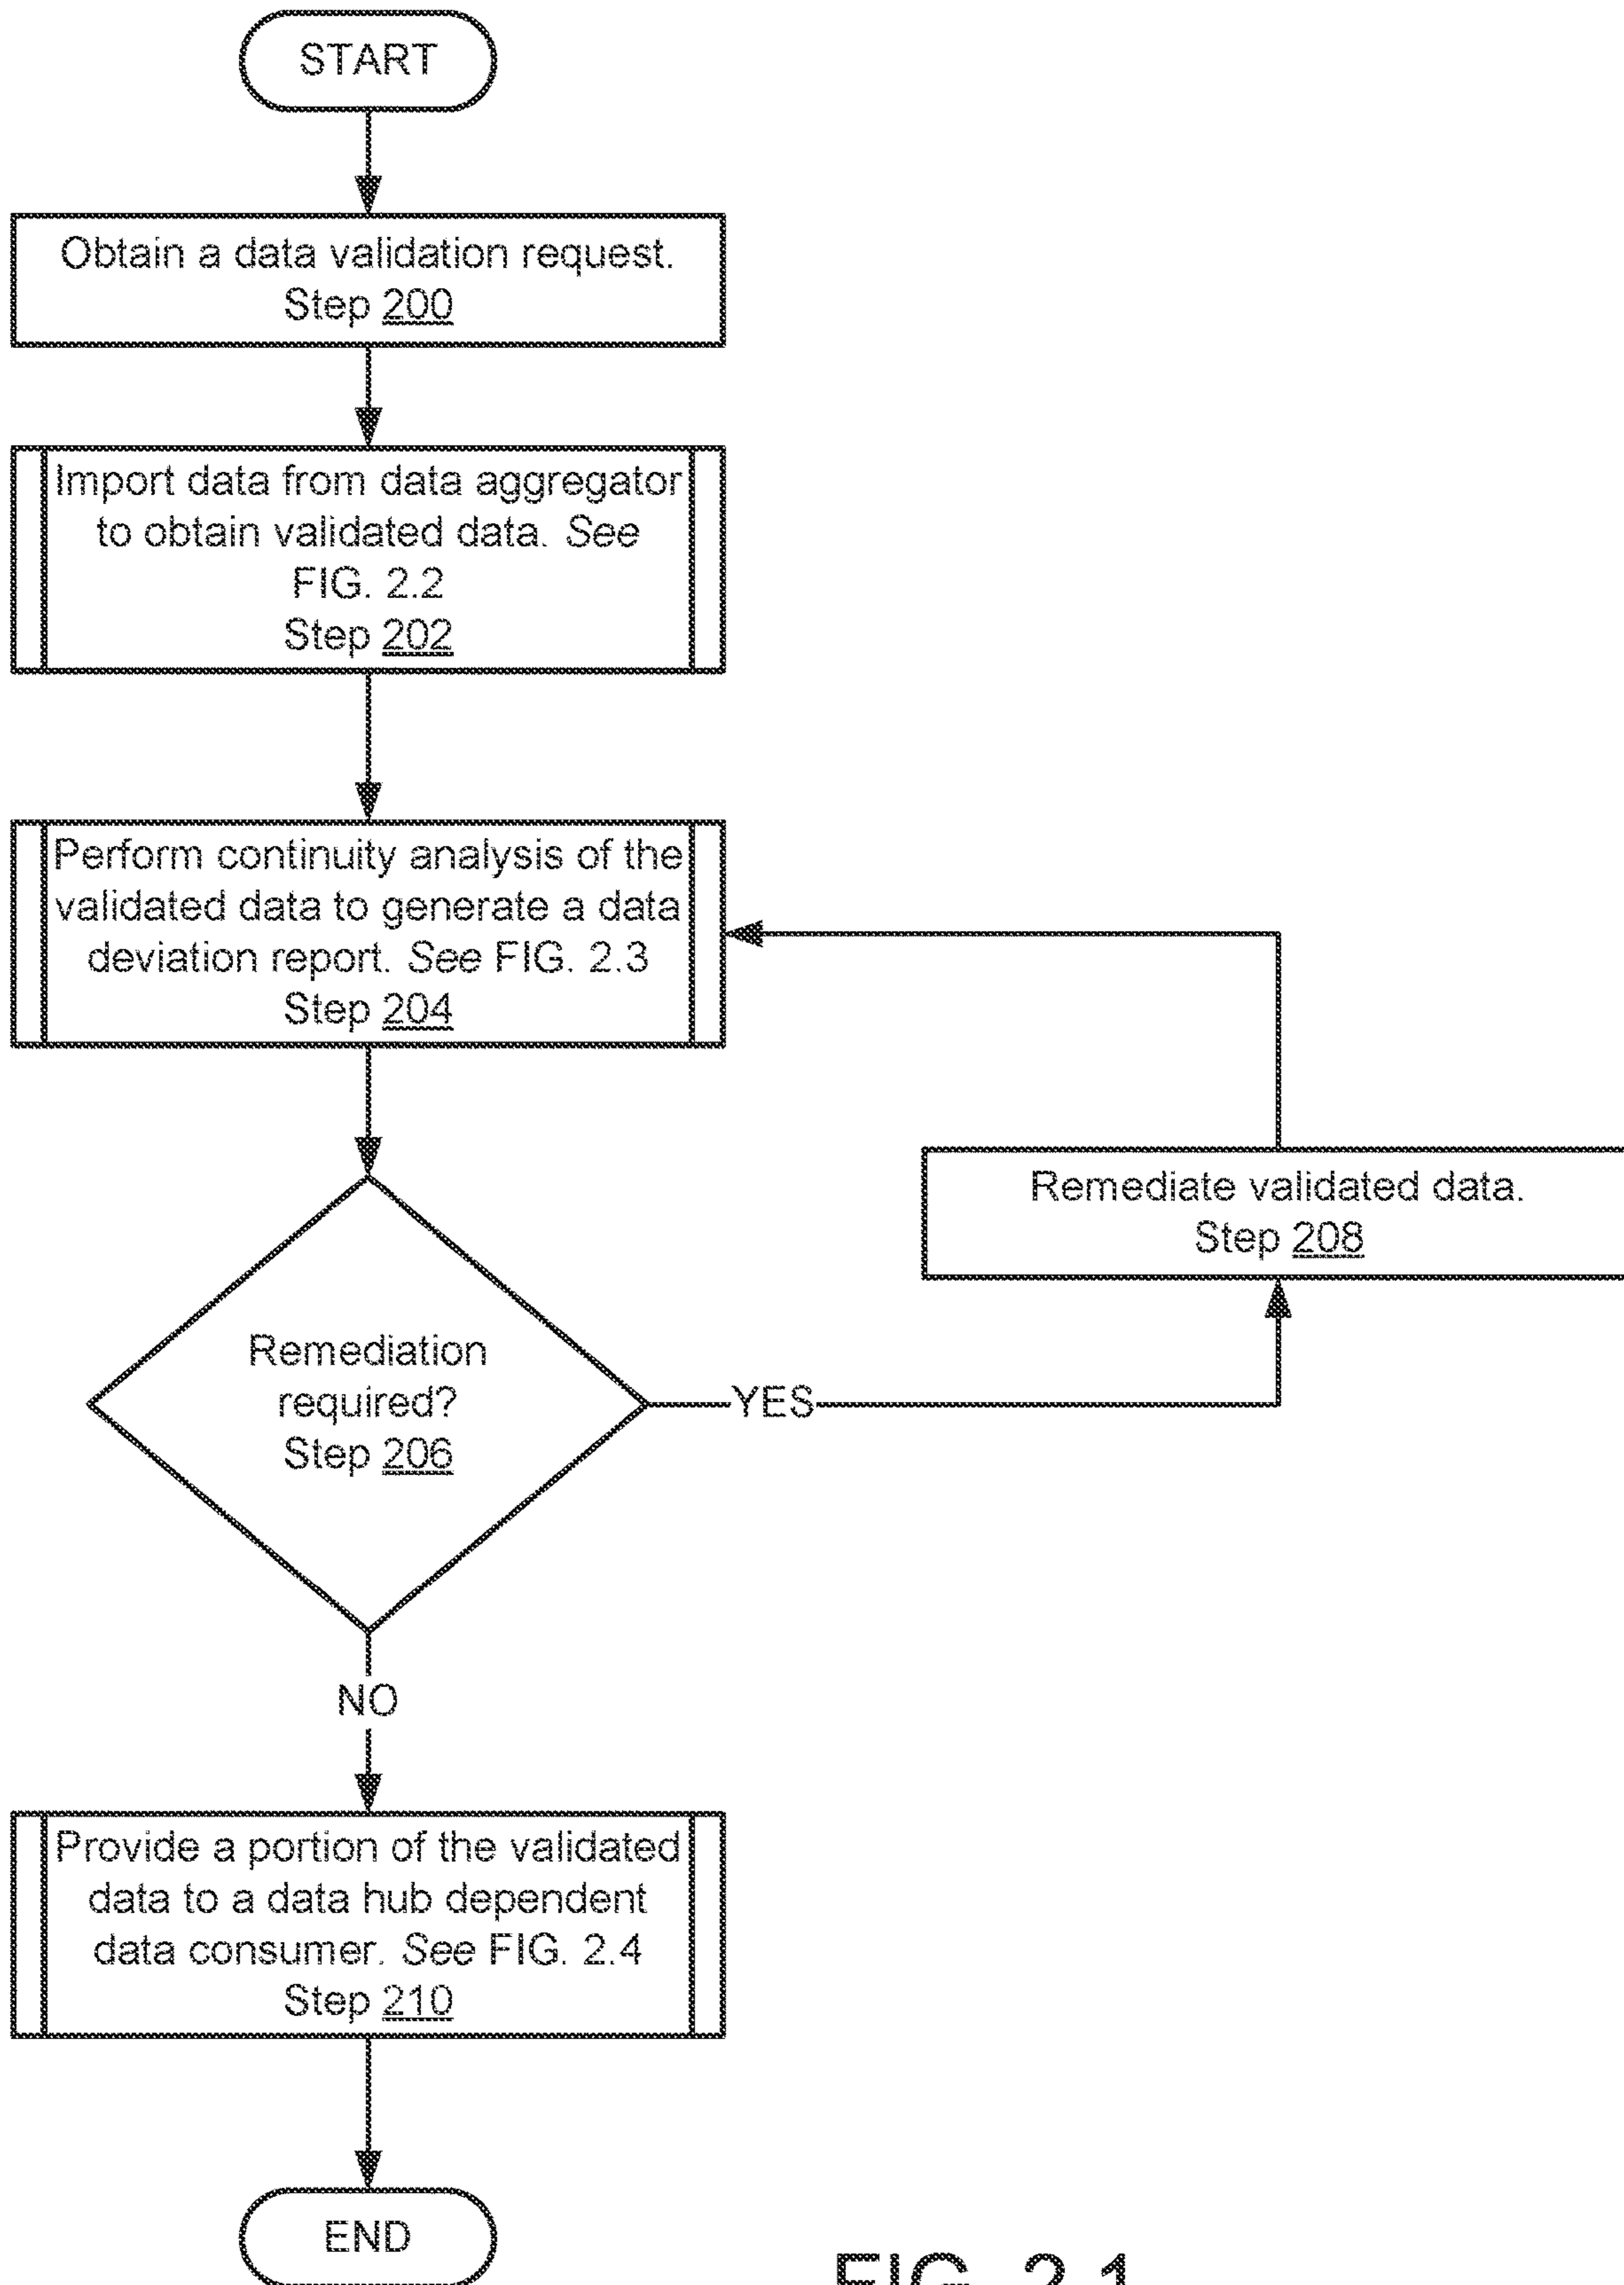 START
Obtain a data validation request.
Step 200
Import data from data aggregator
to obtain validated data. See
FIG. 2.2
Step 202
Perform continuity analysis of the
validated data to generate a data
deviation report. See FIG. 2.3
Step 204
Remediate validated data.
Step 208
Remediation
required?
Step 206
YES
NO
Provide a portion of the validated
data to a data hub dependent
data consumer. See FIG. 2.4
Step 210
END
FIG. 2.1